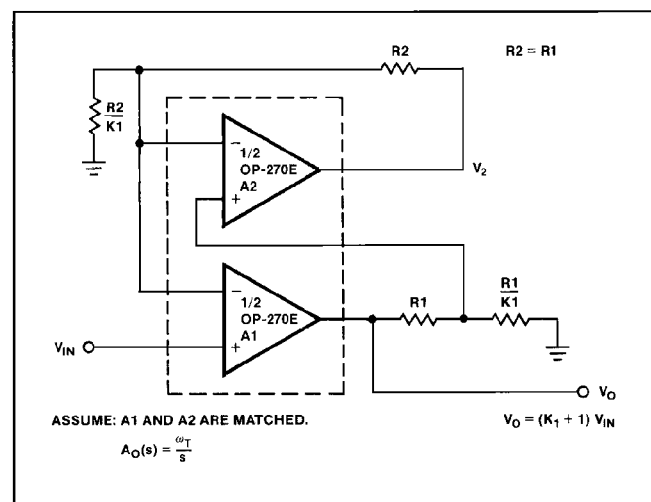 R2
R2 = R1
R2
K1
−
1/2
OP-270E
A2
+
V2
−
1/2
OP-270E
A1
+
R1
R1
K1
VIN
VO
ASSUME: A1 AND A2 ARE MATCHED.
VO = (K1 + 1) VIN
AO(s) = ωT
s